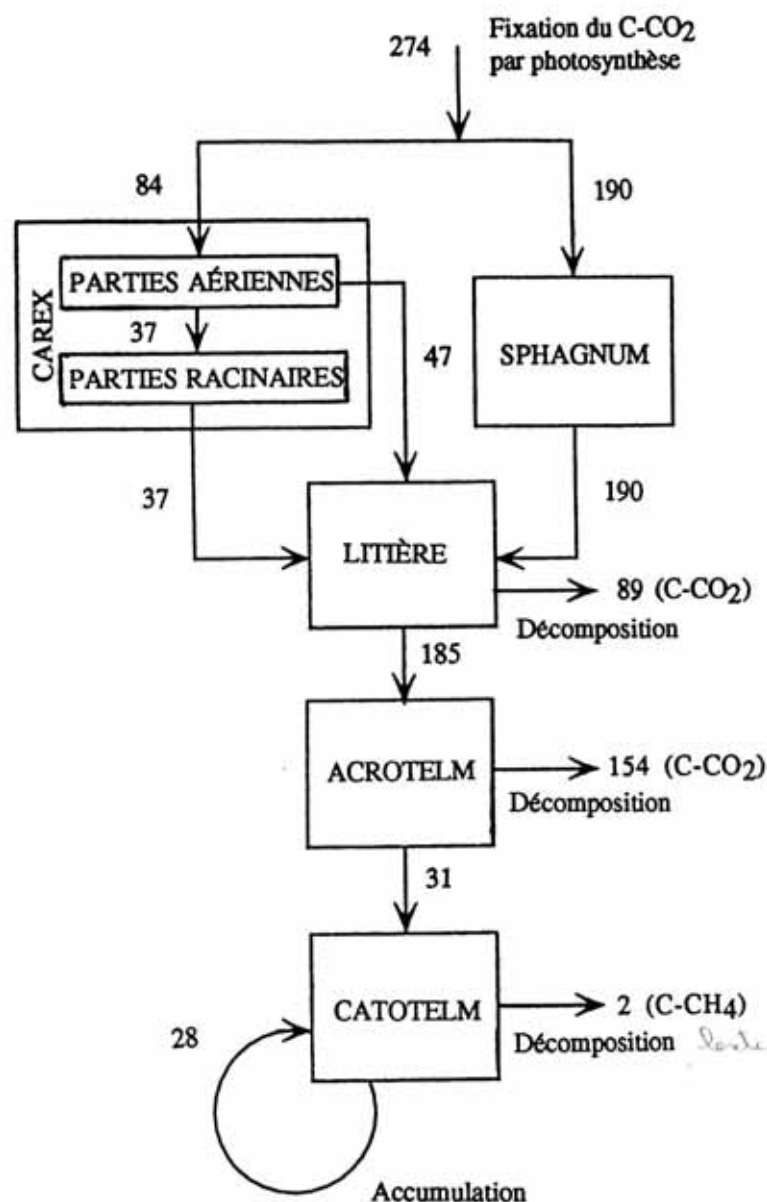 Fixation du C-CO2
274
par photosynthèse
84
190
CAREX
PARTIES AÉRIENNES
37
PARTIES RACINAIRES
47
SPHAGNUM
37
190
LITIÈRE
89 (C-CO2)
Décomposition
185
ACROTELM
154 (C-CO2)
Décomposition
31
CATOTELM
2 (C-CH4)
Décomposition
28
Accumulation